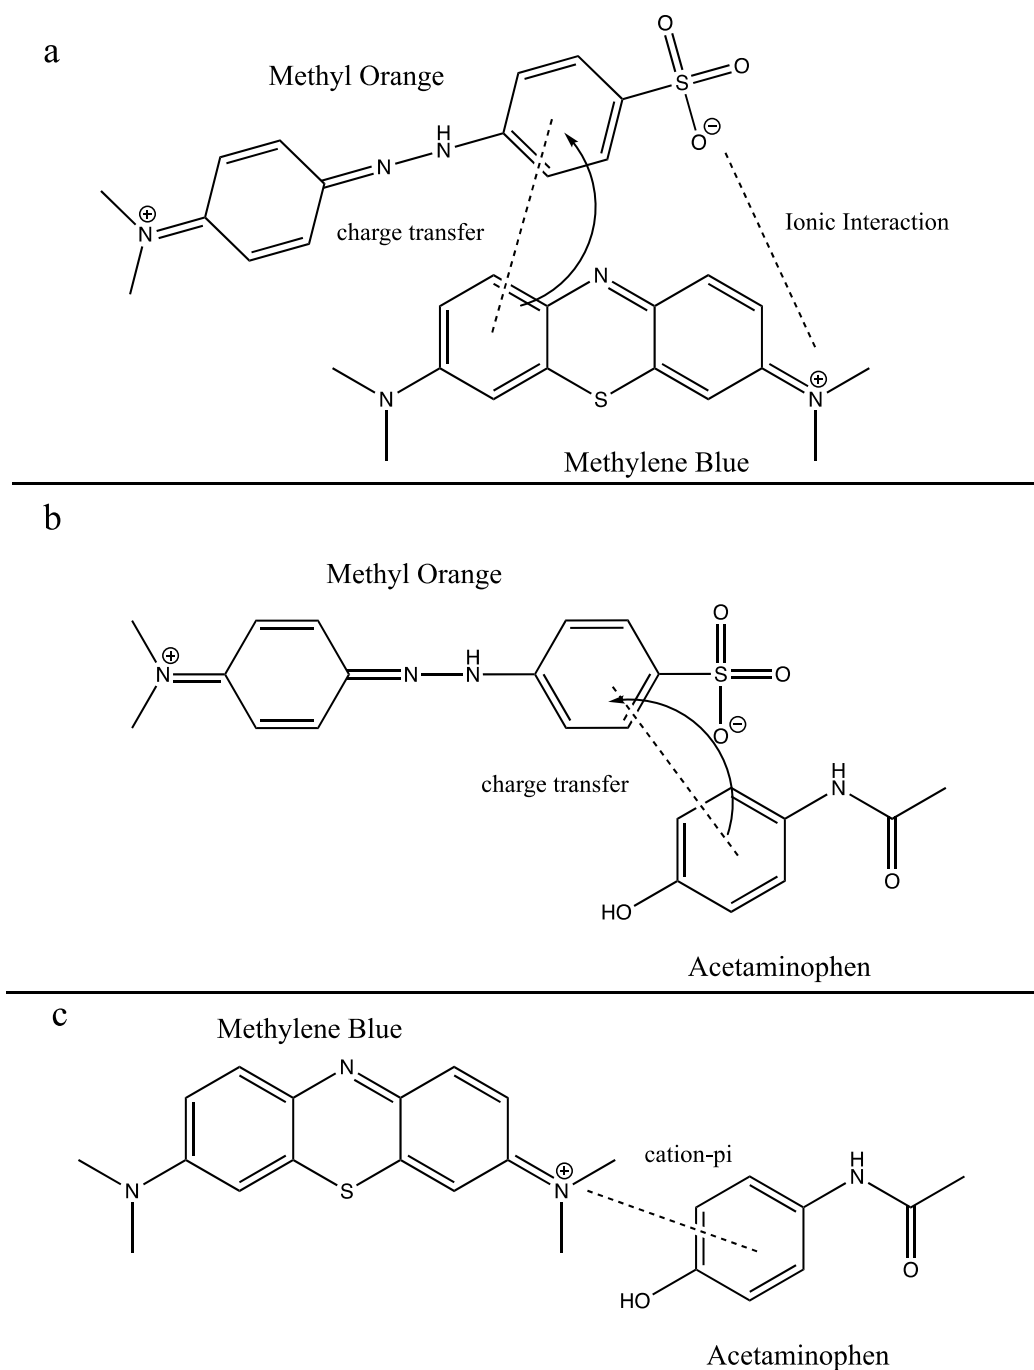 a
Methyl Orange
O
S
O
O⊖
H
N
N
⊕
N
charge transfer
Ionic Interaction
N
N
S
⊕
N
Methylene Blue
b
Methyl Orange
⊕
N
N
H
N
O
S
O
O⊖
charge transfer
H
N
O
HO
Acetaminophen
c
Methylene Blue
N
N
S
⊕
N
cation-pi
H
N
O
HO
Acetaminophen